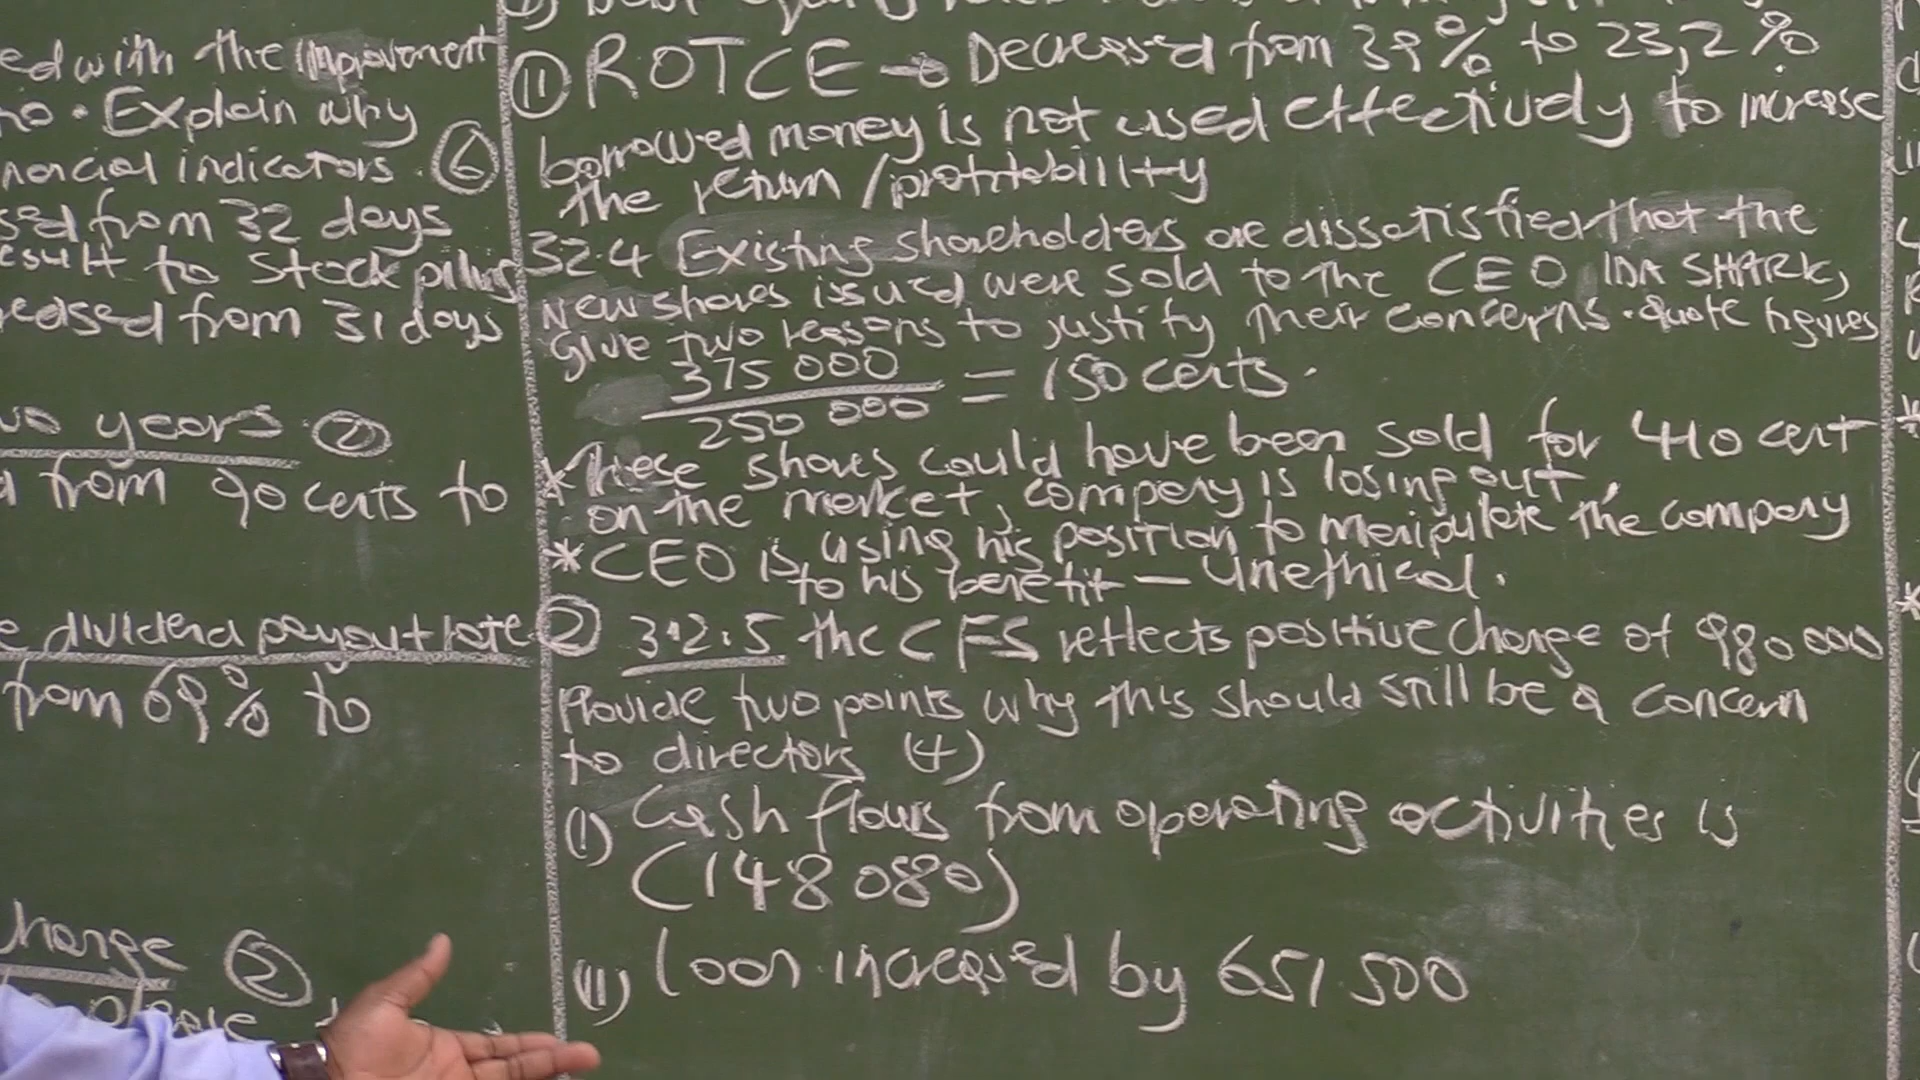 ed with the improvement
no. Explain why
nancial indicators. (6)
sed from 32 days
esult to Stock piling
reased from 31 days
wo years (2)
d from 90 cents to
e dividend payout rate (2)
from 69% to
change (2)
please
(ii) ROTCE → Decreased from 39% to 23,2%
borrowed money is not used effectively to increase
the return/profitability
32.4 Existing shareholders are dissatisfied that the
New shares issued were sold to the CEO IDA SHARK,
give two reasons to justify their concerns. quote figures
375 000
250 000 = 150 cents.
*These shares could have been sold for 410 cent
on the market, company is losing out.
*CEO is using his position to manipulate the company
to his benefit — unethical.
3.2.5 the CFS reflects positive change of 980 000
Provide two points why this should still be a concern
to directors (4)
(i) Cash flows from operating activities is
(148 080)
(ii) loan increased by 651 500